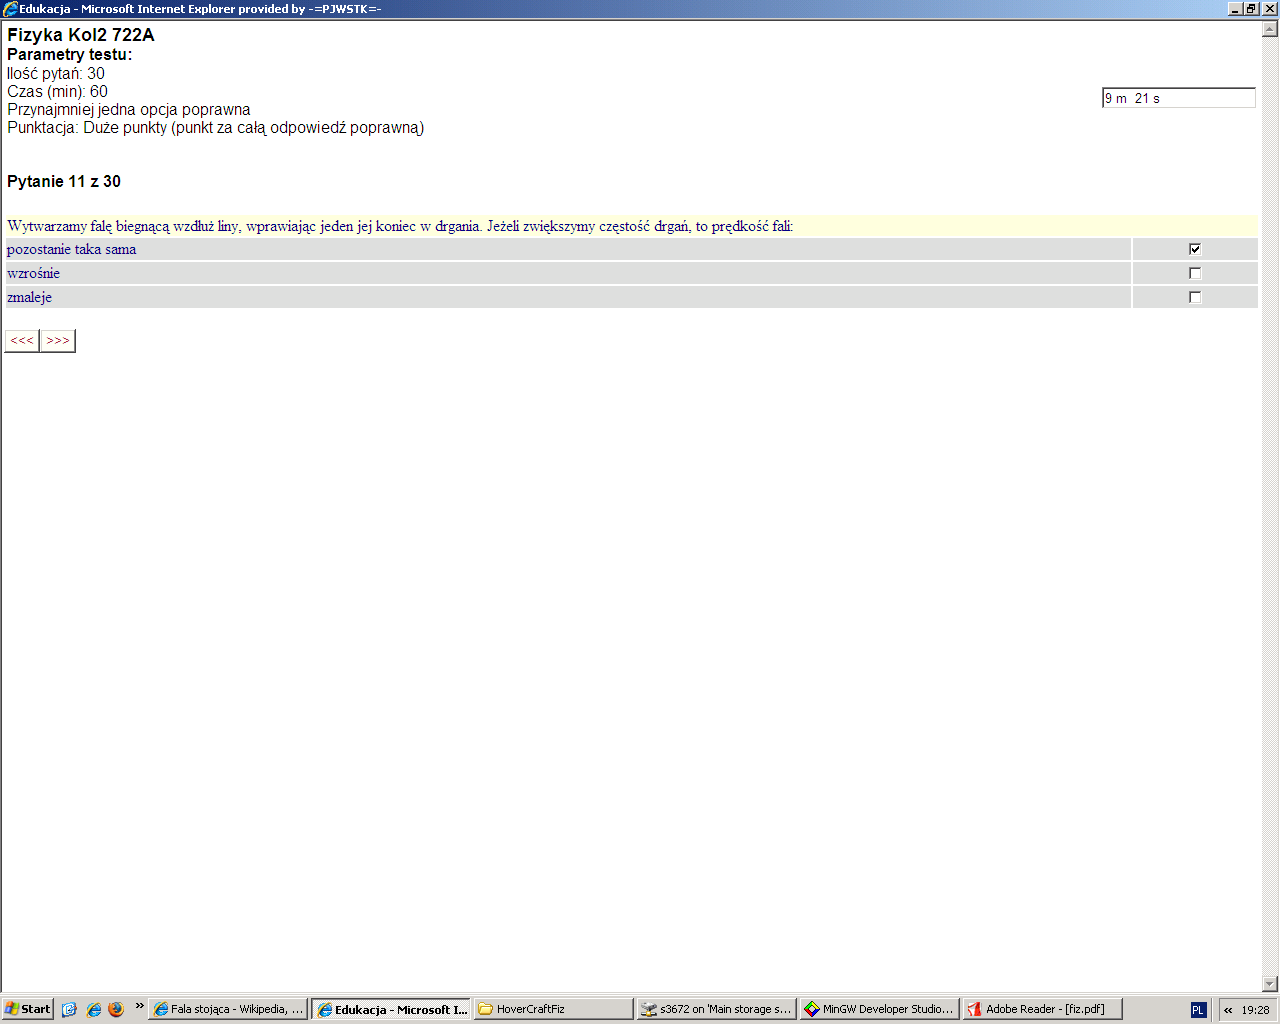 Edukacja - Microsoft Internet Explorer provided by -=PJWSTK=-
Fizyka Kol2 722A
Parametry testu:
Ilość pytań: 30
Czas (min): 60
9 m 21 s
Przynajmniej jedna opcja poprawna
Punktacja: Duże punkty (punkt za całą odpowiedź poprawną)
Pytanie 11 z 30
Wytwarzamy falę biegnącą wzdłuż liny, wprawiając jeden jej koniec w drgania. Jeżeli zwiększymy częstość drgań, to prędkość fali:
pozostanie taka sama
wzrośnie
zmaleje
<<< >>>
Start » Fala stojąca - Wikipedia, ... Edukacja - Microsoft I... HoverCraftFiz s3672 on 'Main storage s... MinGW Developer Studio... Adobe Reader - [fiz.pdf] PL « 19:28